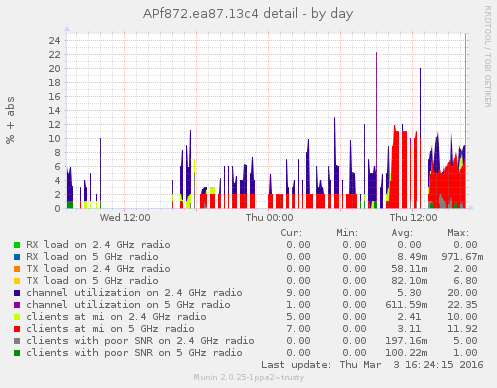 APf872.ea87.13c4 detail - by day
RRDTOOL / TOBI OETIKER
% + abs
24
22
20
18
16
14
12
10
8
6
4
2
0
Wed 12:00 Thu 00:00 Thu 12:00
Cur: Min: Avg: Max:
RX load on 2.4 GHz radio 0.00 0.00 0.00 0.00
RX load on 5 GHz radio 0.00 0.00 8.49m 971.67m
TX load on 2.4 GHz radio 0.00 0.00 58.11m 2.00
TX load on 5 GHz radio 0.00 0.00 82.10m 6.80
channel utilization on 2.4 GHz radio 9.00 0.00 5.30 20.00
channel utilization on 5 GHz radio 1.00 0.00 611.59m 22.35
clients at mi on 2.4 GHz radio 5.00 0.00 2.41 10.00
clients at mi on 5 GHz radio 7.00 0.00 3.11 11.92
clients with poor SNR on 2.4 GHz radio 0.00 0.00 197.16m 5.00
clients with poor SNR on 5 GHz radio 0.00 0.00 100.22m 1.00
Last update: Thu Mar 3 16:24:15 2016
Munin 2.0.25-1ppa2~trusty